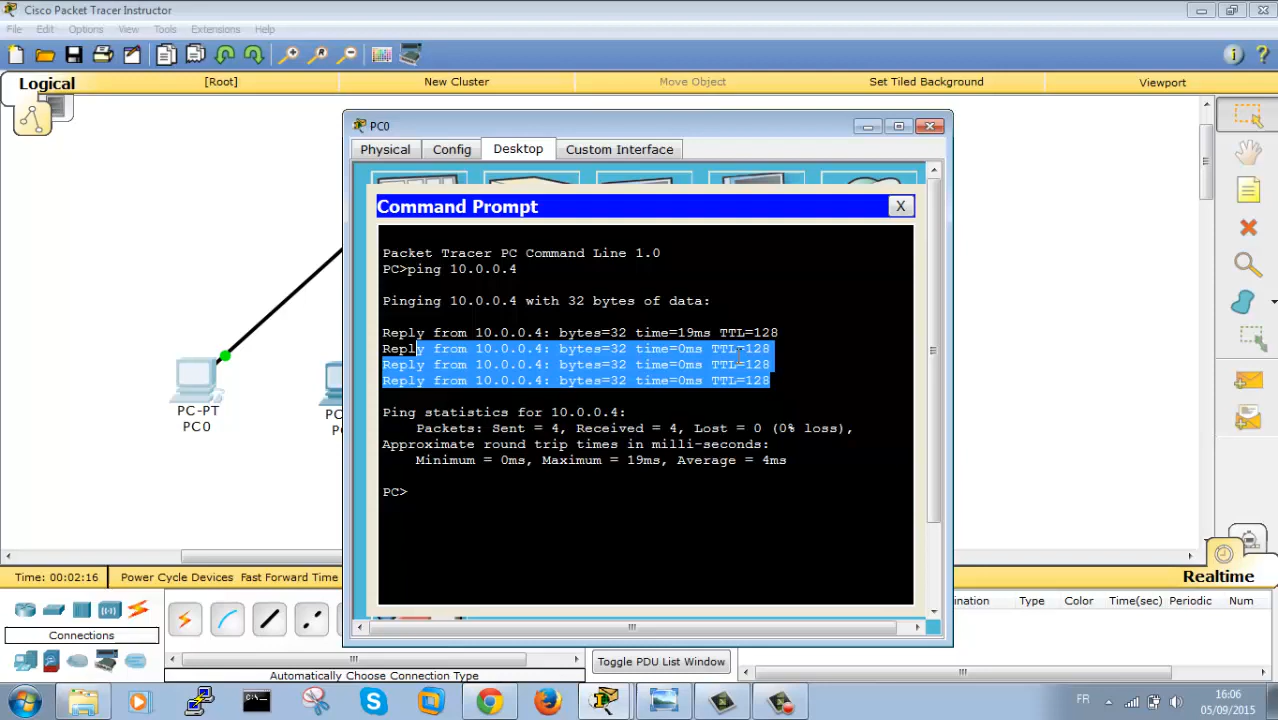 Cisco Packet Tracer Instructor
File Edit Options View Tools Extensions Help
Logical [Root] New Cluster Move Object Set Tiled Background Viewport
PC0
Physical Config Desktop Custom Interface
Command Prompt X
Packet Tracer PC Command Line 1.0
PC>ping 10.0.0.4
Pinging 10.0.0.4 with 32 bytes of data:
Reply from 10.0.0.4: bytes=32 time=19ms TTL=128
Reply from 10.0.0.4: bytes=32 time=0ms TTL=128
Reply from 10.0.0.4: bytes=32 time=0ms TTL=128
Reply from 10.0.0.4: bytes=32 time=0ms TTL=128
Ping statistics for 10.0.0.4:
Packets: Sent = 4, Received = 4, Lost = 0 (0% loss),
Approximate round trip times in milli-seconds:
Minimum = 0ms, Maximum = 19ms, Average = 4ms
PC>
PC-PT
PC0
Time: 00:02:16 Power Cycle Devices Fast Forward Time
Realtime
ination Type Color Time(sec) Periodic Num
Connections
Toggle PDU List Window
Automatically Choose Connection Type
FR
16:06
05/09/2015